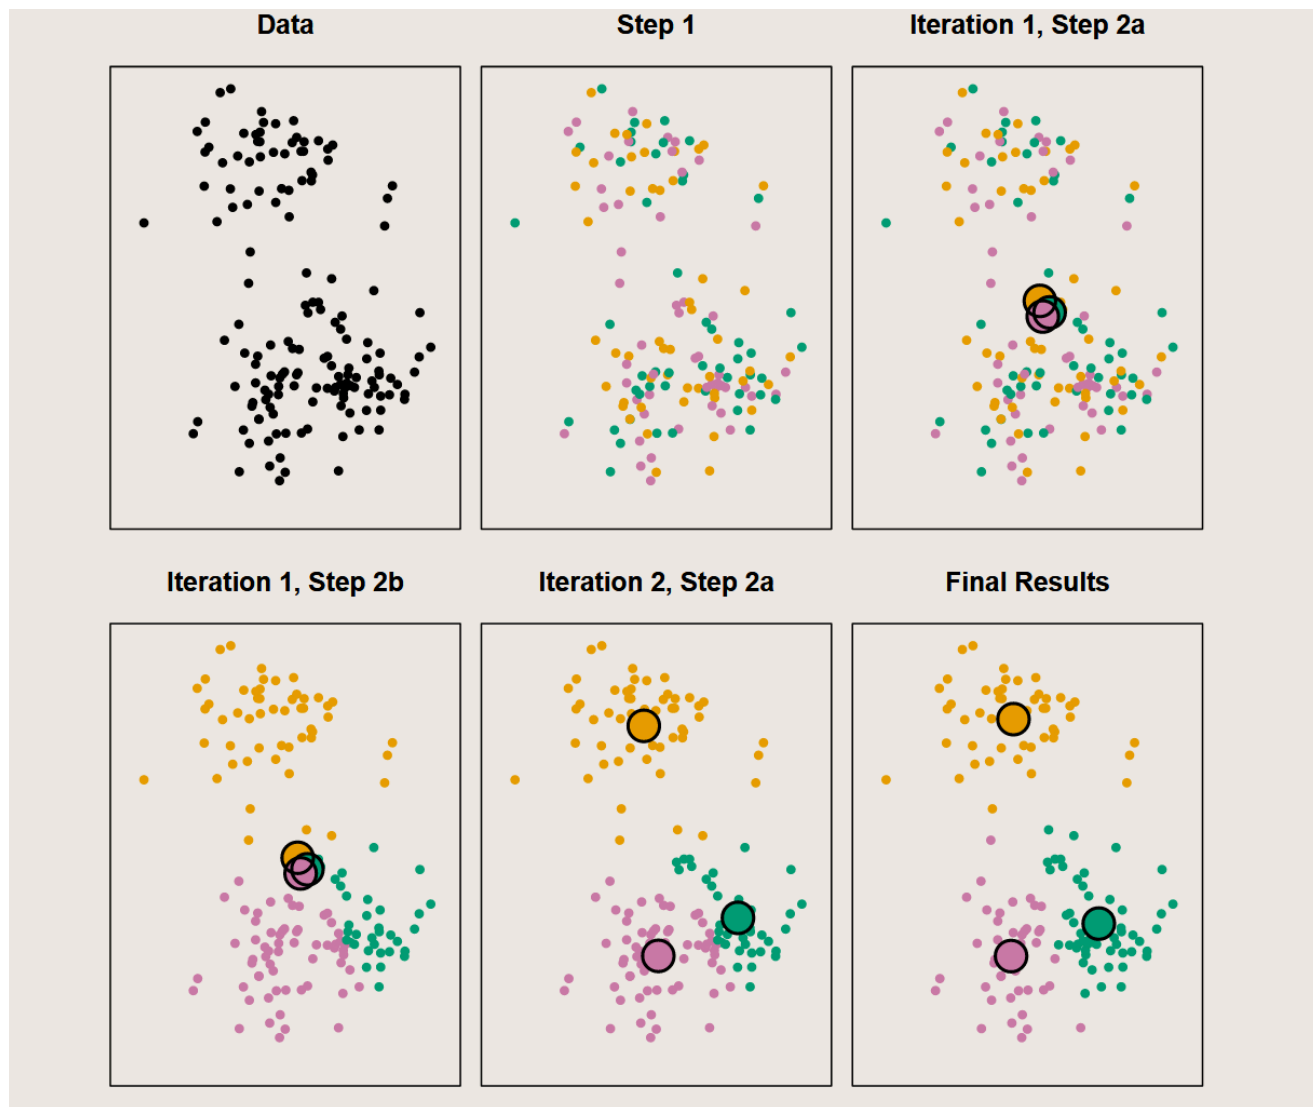 Data
Step 1
Iteration 1, Step 2a
Iteration 1, Step 2b
Iteration 2, Step 2a
Final Results